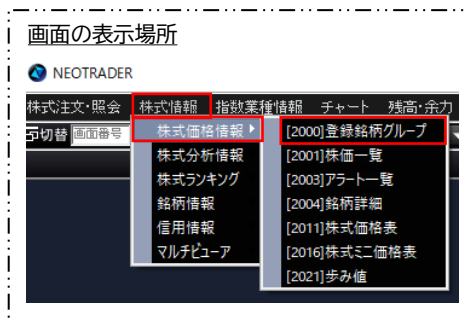 画面の表示場所
NEOTRADER
株式注文・照会 株式情報 指数業種情報 チャート 残高・余力
切替 画面番号
株式価格情報 [2000]登録銘柄グループ
株式分析情報 [2001]株価一覧
株式ランキング [2003]アラート一覧
銘柄情報 [2004]銘柄詳細
信用情報 [2011]株式価格表
マルチビューア [2016]株式ミニ価格表
[2021]歩み値